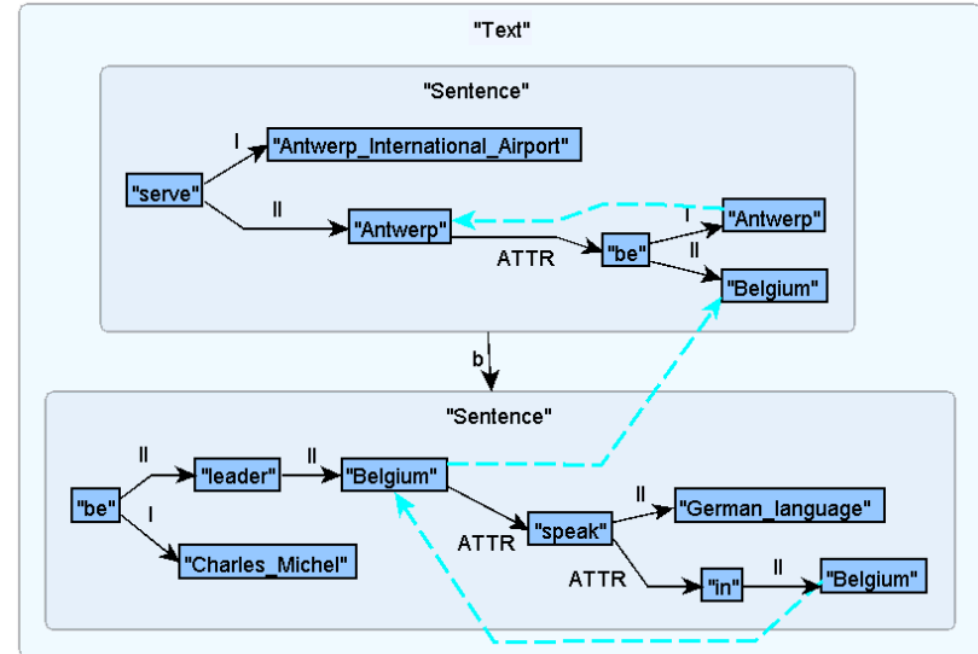 "Text"
"Sentence"
I
"Antwerp_International_Airport"
"serve"
II
"Antwerp"
ATTR
"be"
I
"Antwerp"
II
"Belgium"
b
"Sentence"
"be"
II
"leader"
II
"Belgium"
I
"Charles_Michel"
ATTR
"speak"
II
"German_language"
ATTR
"in"
II
"Belgium"